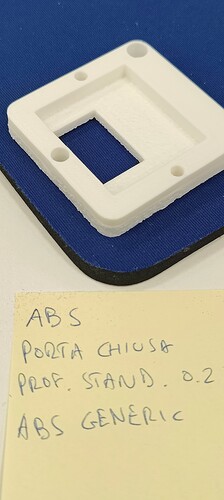 ABS
PORTA CHIUSA
PROF. STAND. 0.2
ABS GENERIC